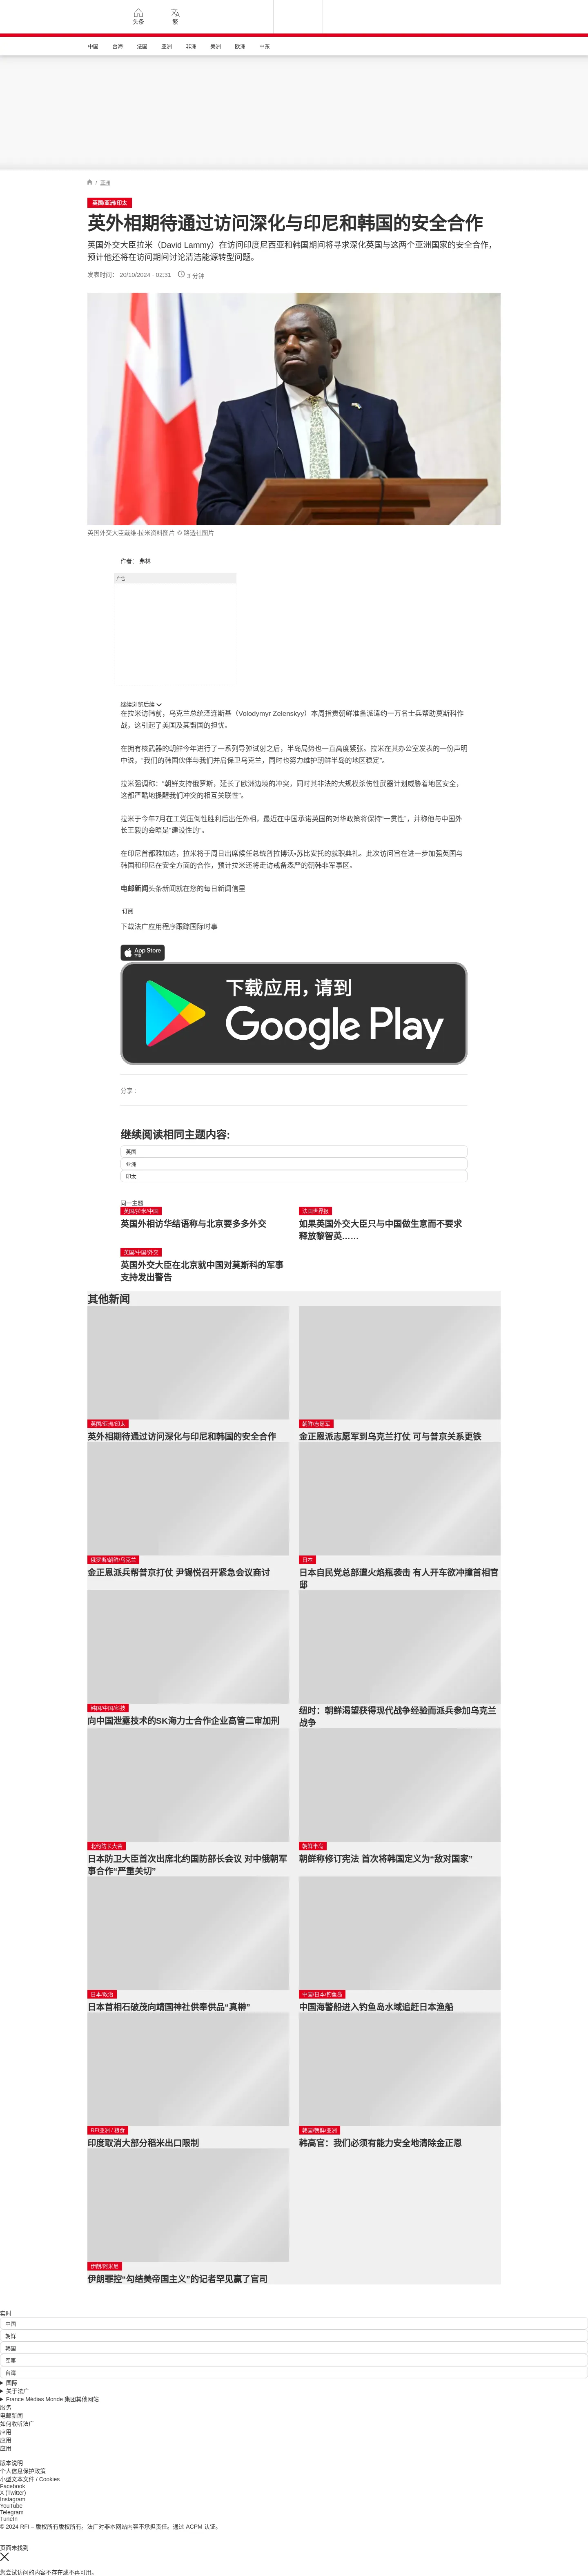 头条
繁
中国
台海
法国
亚洲
非洲
美洲
欧洲
中东
/ 亚洲
英国/亚洲/印太
英外相期待通过访问深化与印尼和韩国的安全合作
英国外交大臣拉米（David Lammy）在访问印度尼西亚和韩国期间将寻求深化英国与这两个亚洲国家的安全合作，
预计他还将在访问期间讨论清洁能源转型问题。
发表时间： 20/10/2024 - 02:31 3 分钟
英国外交大臣戴维·拉米资料图片 © 路透社图片
作者： 弗林
广告
继续浏览后续
在拉米访韩前，乌克兰总统泽连斯基（Volodymyr Zelenskyy）本周指责朝鲜准备派遣约一万名士兵帮助莫斯科作
战，这引起了美国及其盟国的担忧。
在拥有核武器的朝鲜今年进行了一系列导弹试射之后，半岛局势也一直高度紧张。拉米在其办公室发表的一份声明
中说，“我们的韩国伙伴与我们并肩保卫乌克兰，同时也努力维护朝鲜半岛的地区稳定”。
拉米强调称：“朝鲜支持俄罗斯，延长了欧洲边境的冲突，同时其非法的大规模杀伤性武器计划威胁着地区安全，
这都严酷地提醒我们冲突的相互关联性”。
拉米于今年7月在工党压倒性胜利后出任外相，最近在中国承诺英国的对华政策将保持“一贯性”，并称他与中国外
长王毅的会晤是“建设性的”。
在印尼首都雅加达，拉米将于周日出席候任总统普拉博沃•苏比安托的就职典礼。此次访问旨在进一步加强英国与
韩国和印尼在安全方面的合作，预计拉米还将走访戒备森严的朝韩非军事区。
电邮新闻头条新闻就在您的每日新闻信里
订阅
下载法广应用程序跟踪国际时事
App Store
下载
下载应用，请到
Google Play
分享 :
继续阅读相同主题内容:
英国
亚洲
印太
同一主题
英国/拉米/中国
英国外相访华结语称与北京要多多外交
法国世界报
如果英国外交大臣只与中国做生意而不要求
释放黎智英……
英国/中国/外交
英国外交大臣在北京就中国对莫斯科的军事
支持发出警告
其他新闻
英国/亚洲/印太
英外相期待通过访问深化与印尼和韩国的安全合作
朝鲜/志愿军
金正恩派志愿军到乌克兰打仗 可与普京关系更铁
俄罗斯/朝鲜/乌克兰
金正恩派兵帮普京打仗 尹锡悦召开紧急会议商讨
日本
日本自民党总部遭火焰瓶袭击 有人开车欲冲撞首相官
邸
韩国/中国/科技
向中国泄露技术的SK海力士合作企业高管二审加刑
纽时：朝鲜渴望获得现代战争经验而派兵参加乌克兰
战争
北约防长大会
日本防卫大臣首次出席北约国防部长会议 对中俄朝军
事合作“严重关切”
朝鲜半岛
朝鲜称修订宪法 首次将韩国定义为“敌对国家”
日本/政治
日本首相石破茂向靖国神社供奉供品“真榊”
中国/日本/钓鱼岛
中国海警船进入钓鱼岛水域追赶日本渔船
RFI亚洲 / 粮食
印度取消大部分稻米出口限制
韩国/朝鲜/亚洲
韩高官：我们必须有能力安全地清除金正恩
伊朗/阿米尼
伊朗罪控“勾结美帝国主义”的记者罕见赢了官司
实时
中国
朝鲜
韩国
军事
台湾
国际
关于法广
France Médias Monde 集团其他网站
服务
电邮新闻
如何收听法广
应用
应用
应用
版本说明
个人信息保护政策
小型文本文件 / Cookies
Facebook
X (Twitter)
Instagram
YouTube
Telegram
TuneIn
© 2024 RFI – 版权所有版权所有。法广对非本网站内容不承担责任。通过 ACPM 认证。
页面未找到
您尝试访问的内容不存在或不再可用。